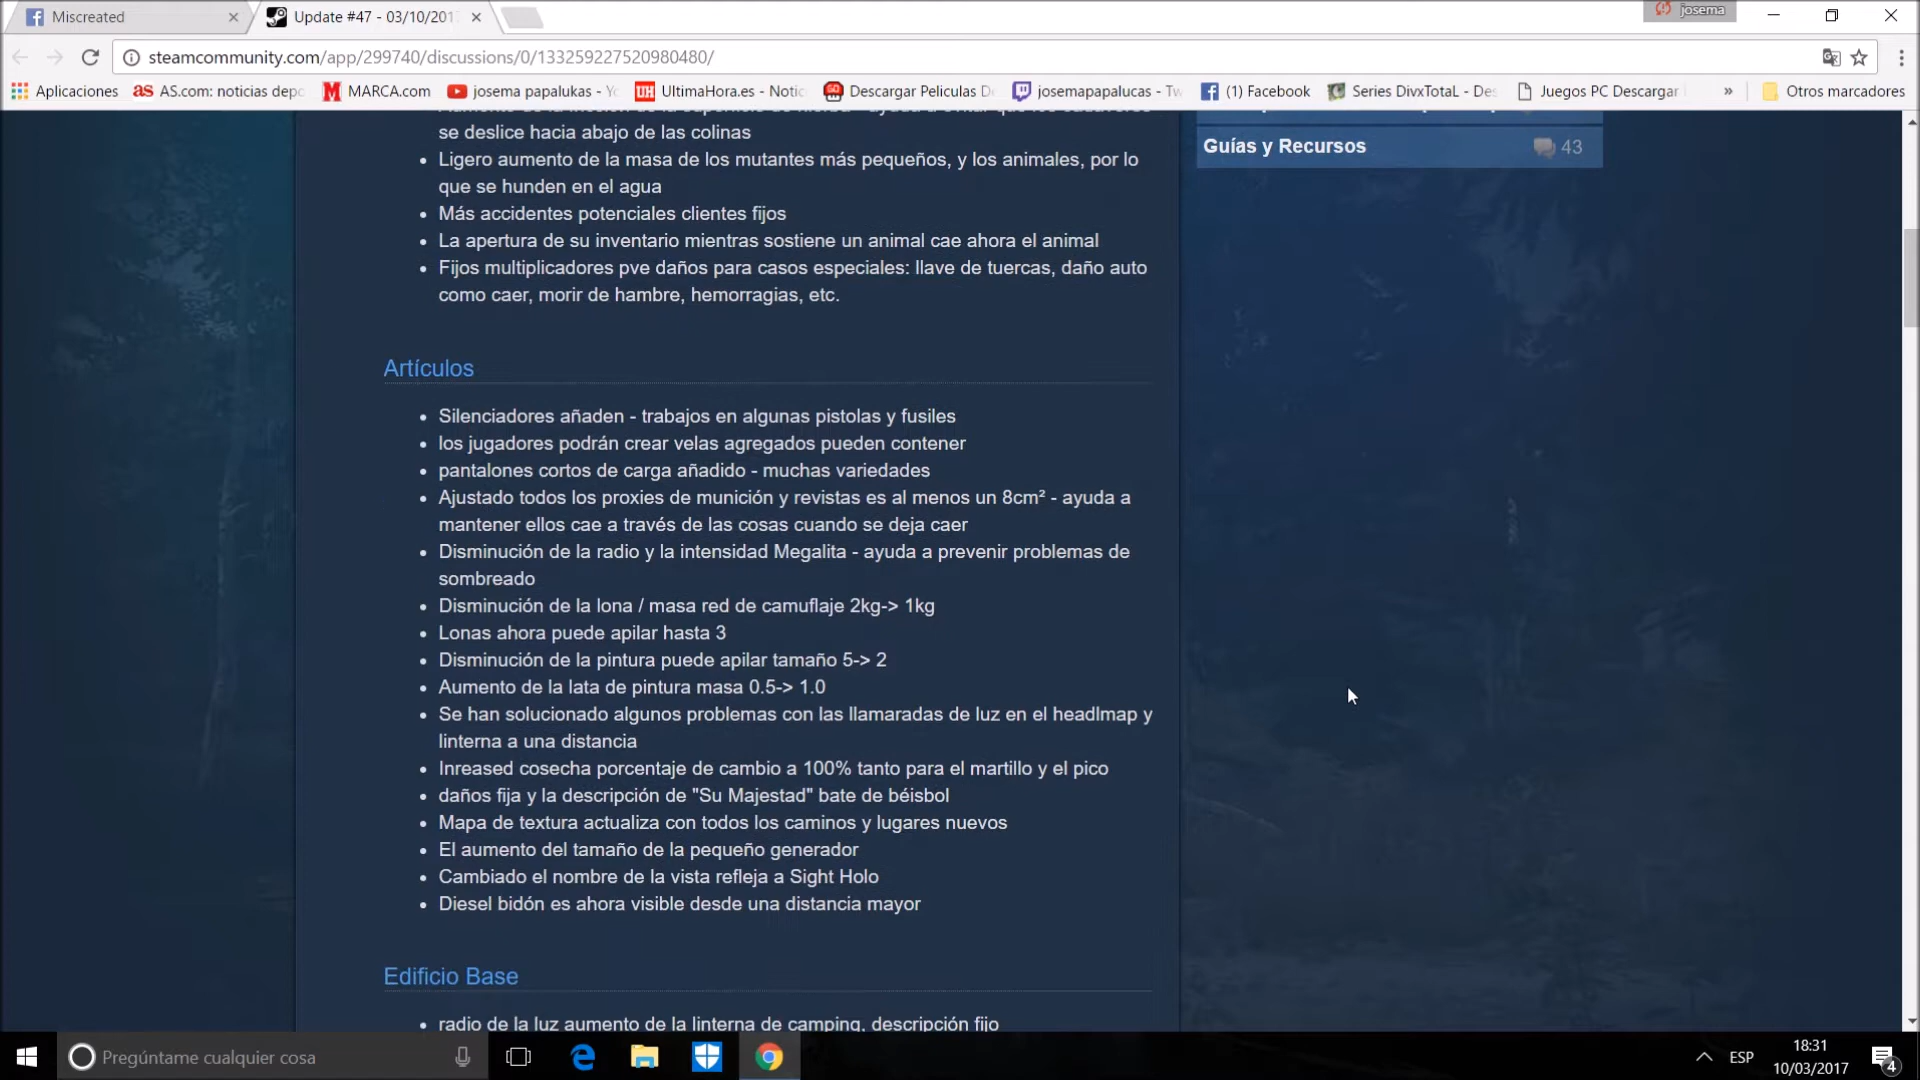 Miscreated
Update #47 - 03/10/201
josema
steamcommunity.com/app/299740/discussions/0/133259227520980480/
Aplicaciones
AS.com: noticias depo
MARCA.com
josema papalukas - Yo
UltimaHora.es - Notic
Descargar Peliculas D
josemapapalucas - Tw
(1) Facebook
Series DivxTotaL - Des
Juegos PC Descargar
»
Otros marcadores
se deslice hacia abajo de las colinas
Ligero aumento de la masa de los mutantes más pequeños, y los animales, por lo
que se hunden en el agua
Más accidentes potenciales clientes fijos
La apertura de su inventario mientras sostiene un animal cae ahora el animal
Fijos multiplicadores pve daños para casos especiales: llave de tuercas, daño auto
como caer, morir de hambre, hemorragias, etc.
Guías y Recursos
43
Artículos
Silenciadores añaden - trabajos en algunas pistolas y fusiles
los jugadores podrán crear velas agregados pueden contener
pantalones cortos de carga añadido - muchas variedades
Ajustado todos los proxies de munición y revistas es al menos un 8cm² - ayuda a
mantener ellos cae a través de las cosas cuando se deja caer
Disminución de la radio y la intensidad Megalita - ayuda a prevenir problemas de
sombreado
Disminución de la lona / masa red de camuflaje 2kg-> 1kg
Lonas ahora puede apilar hasta 3
Disminución de la pintura puede apilar tamaño 5-> 2
Aumento de la lata de pintura masa 0.5-> 1.0
Se han solucionado algunos problemas con las llamaradas de luz en el headlmap y
linterna a una distancia
Inreased cosecha porcentaje de cambio a 100% tanto para el martillo y el pico
daños fija y la descripción de "Su Majestad" bate de béisbol
Mapa de textura actualiza con todos los caminos y lugares nuevos
El aumento del tamaño de la pequeño generador
Cambiado el nombre de la vista refleja a Sight Holo
Diesel bidón es ahora visible desde una distancia mayor
Edificio Base
radio de la luz aumento de la linterna de camping, descripción fijo
Pregúntame cualquier cosa
ESP
18:31
10/03/2017
4